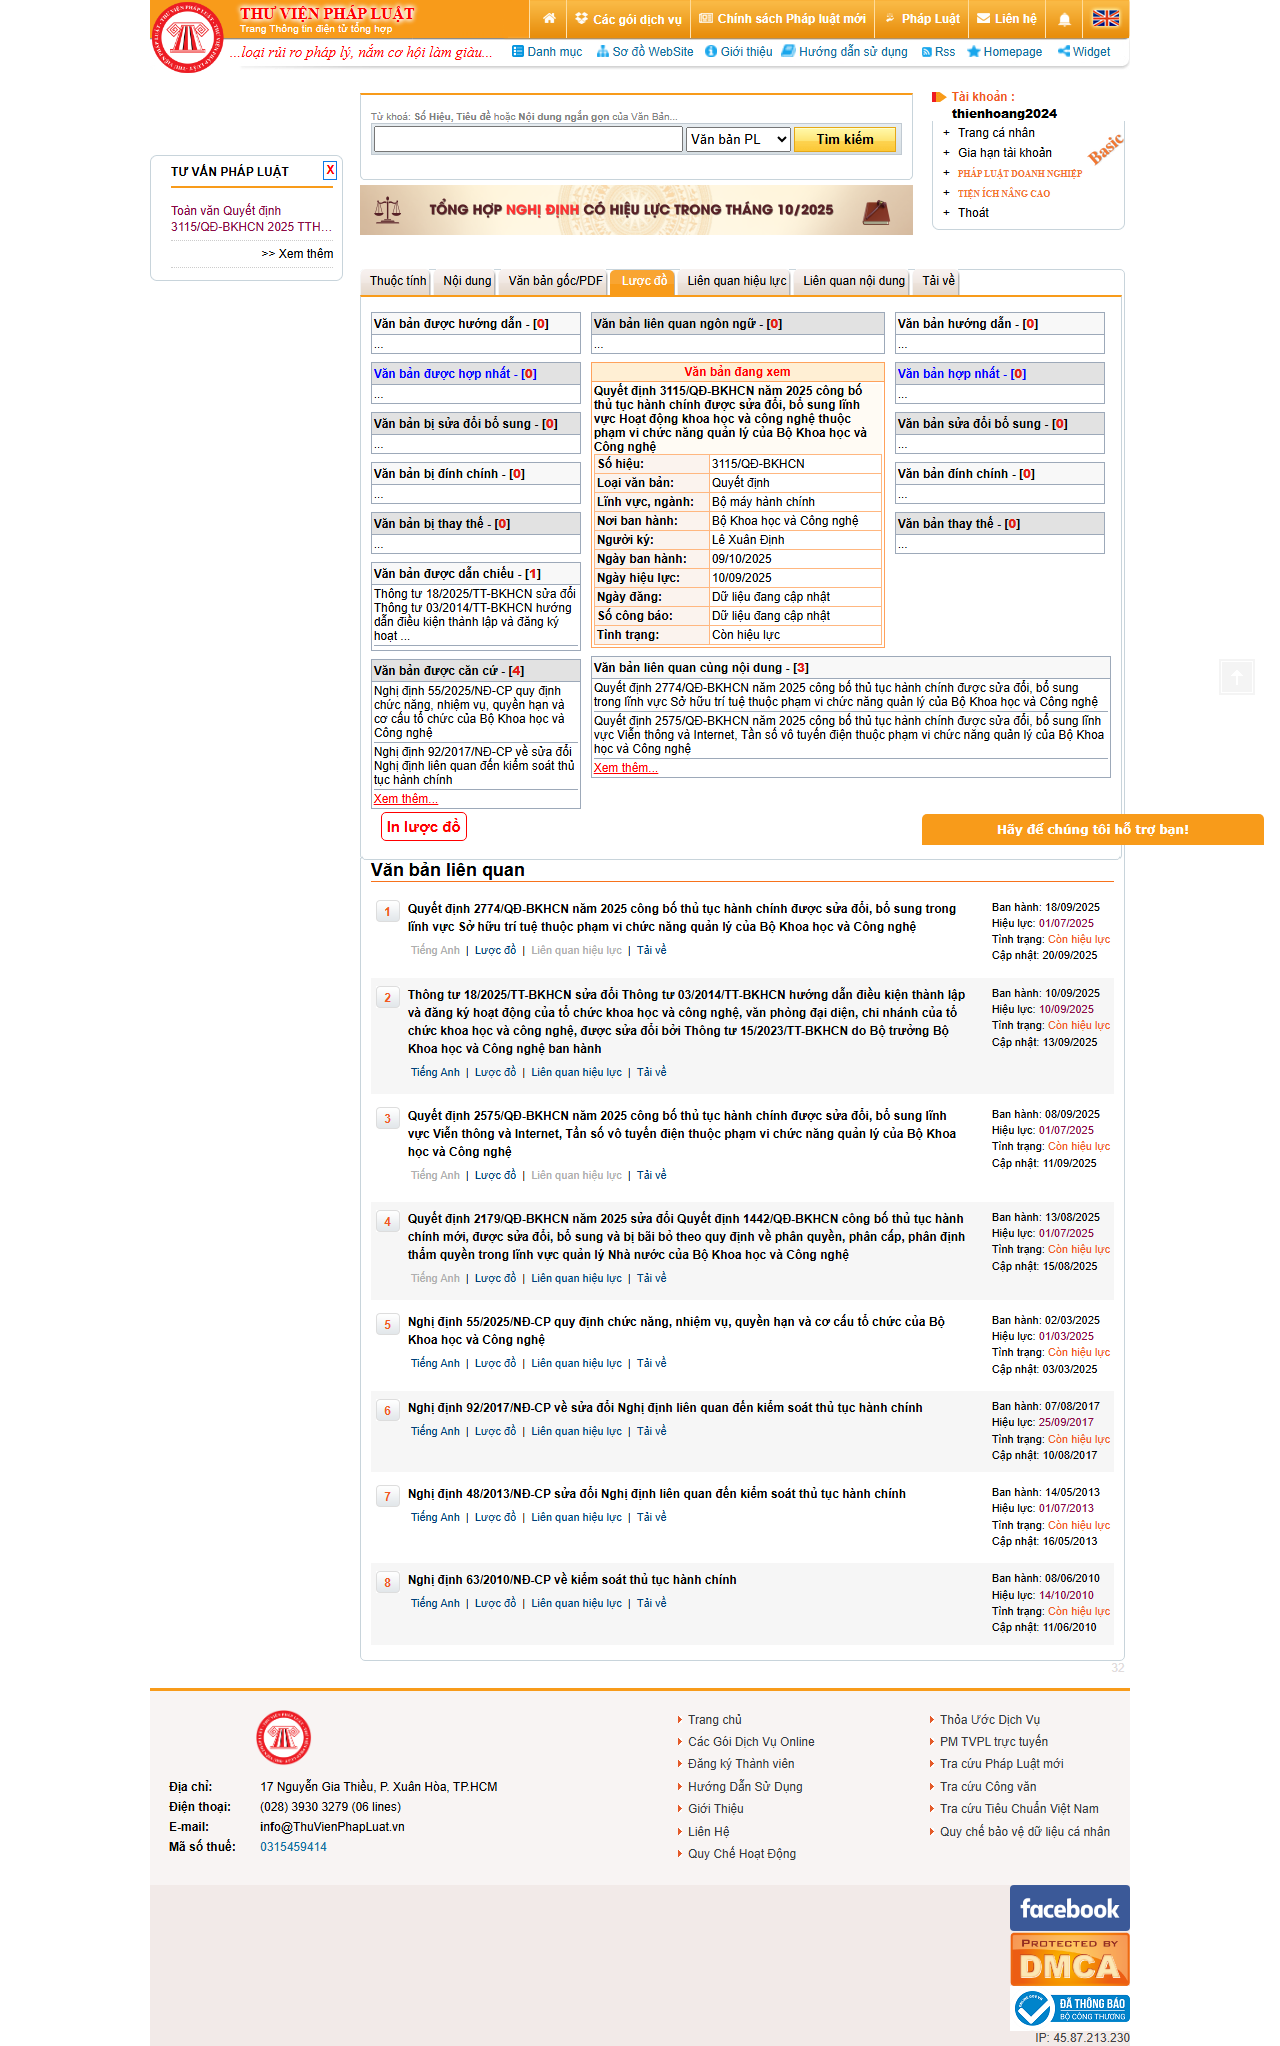 THƯ VIỆN PHÁP LUẬT
Trang Thông tin điện tử tổng hợp
Các gói dịch vụ
Chính sách Pháp luật mới
Pháp Luật
Liên hệ
...loại rủi ro pháp lý, nắm cơ hội làm giàu...
Danh mục
Sơ đồ WebSite
Giới thiệu
Hướng dẫn sử dụng
Rss
Homepage
Widget
TƯ VẤN PHÁP LUẬT
X
Toàn văn Quyết định
3115/QĐ-BKHCN 2025 TTH...
>> Xem thêm
Từ khoá: Số Hiệu, Tiêu đề hoặc Nội dung ngắn gọn của Văn Bản...
Văn bản PL
Tìm kiếm
TỔNG HỢP NGHỊ ĐỊNH CÓ HIỆU LỰC TRONG THÁNG 10/2025
Tài khoản :
thienhoang2024
+ Trang cá nhân
+ Gia hạn tài khoản
+ PHÁP LUẬT DOANH NGHIỆP
+ TIỆN ÍCH NÂNG CAO
+ Thoát
Basic
Thuộc tính
Nội dung
Văn bản gốc/PDF
Lược đồ
Liên quan hiệu lực
Liên quan nội dung
Tải về
Văn bản được hướng dẫn - [0]
...
Văn bản được hợp nhất - [0]
...
Văn bản bị sửa đổi bổ sung - [0]
...
Văn bản bị đính chính - [0]
...
Văn bản bị thay thế - [0]
...
Văn bản được dẫn chiếu - [1]
Thông tư 18/2025/TT-BKHCN sửa đổi
Thông tư 03/2014/TT-BKHCN hướng
dẫn điều kiện thành lập và đăng ký
hoạt ...
Văn bản được căn cứ - [4]
Nghị định 55/2025/NĐ-CP quy định
chức năng, nhiệm vụ, quyền hạn và
cơ cấu tổ chức của Bộ Khoa học và
Công nghệ
Nghị định 92/2017/NĐ-CP về sửa đổi
Nghị định liên quan đến kiểm soát thủ
tục hành chính
Xem thêm...
In lược đồ
Văn bản liên quan ngôn ngữ - [0]
...
Văn bản đang xem
Quyết định 3115/QĐ-BKHCN năm 2025 công bố
thủ tục hành chính được sửa đổi, bổ sung lĩnh
vực Hoạt động khoa học và công nghệ thuộc
phạm vi chức năng quản lý của Bộ Khoa học và
Công nghệ
Số hiệu: 3115/QĐ-BKHCN
Loại văn bản: Quyết định
Lĩnh vực, ngành: Bộ máy hành chính
Nơi ban hành: Bộ Khoa học và Công nghệ
Người ký: Lê Xuân Định
Ngày ban hành: 09/10/2025
Ngày hiệu lực: 10/09/2025
Ngày đăng: Dữ liệu đang cập nhật
Số công báo: Dữ liệu đang cập nhật
Tình trạng: Còn hiệu lực
Văn bản hướng dẫn - [0]
...
Văn bản hợp nhất - [0]
...
Văn bản sửa đổi bổ sung - [0]
...
Văn bản đính chính - [0]
...
Văn bản thay thế - [0]
...
Văn bản liên quan cùng nội dung - [3]
Quyết định 2774/QĐ-BKHCN năm 2025 công bố thủ tục hành chính được sửa đổi, bổ sung
trong lĩnh vực Sở hữu trí tuệ thuộc phạm vi chức năng quản lý của Bộ Khoa học và Công nghệ
Quyết định 2575/QĐ-BKHCN năm 2025 công bố thủ tục hành chính được sửa đổi, bổ sung lĩnh
vực Viễn thông và Internet, Tần số vô tuyến điện thuộc phạm vi chức năng quản lý của Bộ Khoa
học và Công nghệ
Xem thêm...
Hãy để chúng tôi hỗ trợ bạn!
Văn bản liên quan
1
Quyết định 2774/QĐ-BKHCN năm 2025 công bố thủ tục hành chính được sửa đổi, bổ sung trong
lĩnh vực Sở hữu trí tuệ thuộc phạm vi chức năng quản lý của Bộ Khoa học và Công nghệ
Tiếng Anh | Lược đồ | Liên quan hiệu lực | Tải về
Ban hành: 18/09/2025
Hiệu lực: 01/07/2025
Tình trạng: Còn hiệu lực
Cập nhật: 20/09/2025
2
Thông tư 18/2025/TT-BKHCN sửa đổi Thông tư 03/2014/TT-BKHCN hướng dẫn điều kiện thành lập
và đăng ký hoạt động của tổ chức khoa học và công nghệ, văn phòng đại diện, chi nhánh của tổ
chức khoa học và công nghệ, được sửa đổi bởi Thông tư 15/2023/TT-BKHCN do Bộ trưởng Bộ
Khoa học và Công nghệ ban hành
Tiếng Anh | Lược đồ | Liên quan hiệu lực | Tải về
Ban hành: 10/09/2025
Hiệu lực: 10/09/2025
Tình trạng: Còn hiệu lực
Cập nhật: 13/09/2025
3
Quyết định 2575/QĐ-BKHCN năm 2025 công bố thủ tục hành chính được sửa đổi, bổ sung lĩnh
vực Viễn thông và Internet, Tần số vô tuyến điện thuộc phạm vi chức năng quản lý của Bộ Khoa
học và Công nghệ
Tiếng Anh | Lược đồ | Liên quan hiệu lực | Tải về
Ban hành: 08/09/2025
Hiệu lực: 01/07/2025
Tình trạng: Còn hiệu lực
Cập nhật: 11/09/2025
4
Quyết định 2179/QĐ-BKHCN năm 2025 sửa đổi Quyết định 1442/QĐ-BKHCN công bố thủ tục hành
chính mới, được sửa đổi, bổ sung và bị bãi bỏ theo quy định về phân quyền, phân cấp, phân định
thẩm quyền trong lĩnh vực quản lý Nhà nước của Bộ Khoa học và Công nghệ
Tiếng Anh | Lược đồ | Liên quan hiệu lực | Tải về
Ban hành: 13/08/2025
Hiệu lực: 01/07/2025
Tình trạng: Còn hiệu lực
Cập nhật: 15/08/2025
5
Nghị định 55/2025/NĐ-CP quy định chức năng, nhiệm vụ, quyền hạn và cơ cấu tổ chức của Bộ
Khoa học và Công nghệ
Tiếng Anh | Lược đồ | Liên quan hiệu lực | Tải về
Ban hành: 02/03/2025
Hiệu lực: 01/03/2025
Tình trạng: Còn hiệu lực
Cập nhật: 03/03/2025
6
Nghị định 92/2017/NĐ-CP về sửa đổi Nghị định liên quan đến kiểm soát thủ tục hành chính
Tiếng Anh | Lược đồ | Liên quan hiệu lực | Tải về
Ban hành: 07/08/2017
Hiệu lực: 25/09/2017
Tình trạng: Còn hiệu lực
Cập nhật: 10/08/2017
7
Nghị định 48/2013/NĐ-CP sửa đổi Nghị định liên quan đến kiểm soát thủ tục hành chính
Tiếng Anh | Lược đồ | Liên quan hiệu lực | Tải về
Ban hành: 14/05/2013
Hiệu lực: 01/07/2013
Tình trạng: Còn hiệu lực
Cập nhật: 16/05/2013
8
Nghị định 63/2010/NĐ-CP về kiểm soát thủ tục hành chính
Tiếng Anh | Lược đồ | Liên quan hiệu lực | Tải về
Ban hành: 08/06/2010
Hiệu lực: 14/10/2010
Tình trạng: Còn hiệu lực
Cập nhật: 11/06/2010
32
Địa chỉ: 17 Nguyễn Gia Thiều, P. Xuân Hòa, TP.HCM
Điện thoại: (028) 3930 3279 (06 lines)
E-mail: info@ThuVienPhapLuat.vn
Mã số thuế: 0315459414
Trang chủ
Các Gói Dịch Vụ Online
Đăng ký Thành viên
Hướng Dẫn Sử Dụng
Giới Thiệu
Liên Hệ
Quy Chế Hoạt Động
Thỏa Ước Dịch Vụ
PM TVPL trực tuyến
Tra cứu Pháp Luật mới
Tra cứu Công văn
Tra cứu Tiêu Chuẩn Việt Nam
Quy chế bảo vệ dữ liệu cá nhân
facebook
PROTECTED BY
DMCA
ĐÃ THÔNG BÁO
BỘ CÔNG THƯƠNG
IP: 45.87.213.230